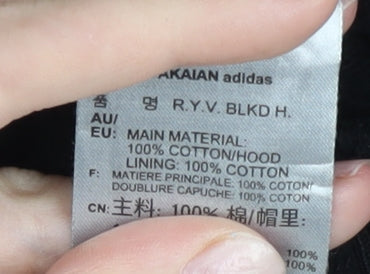 AKAIAN adidas
품 명 R.Y.V. BLKD H.
AU/
EU: MAIN MATERIAL:
100% COTTON/HOOD
LINING: 100% COTTON
F: MATIERE PRINCIPALE: 100% COTON/
DOUBLURE CAPUCHE: 100% COTON
CN: 主料: 100% 棉/帽里:
100%
100%